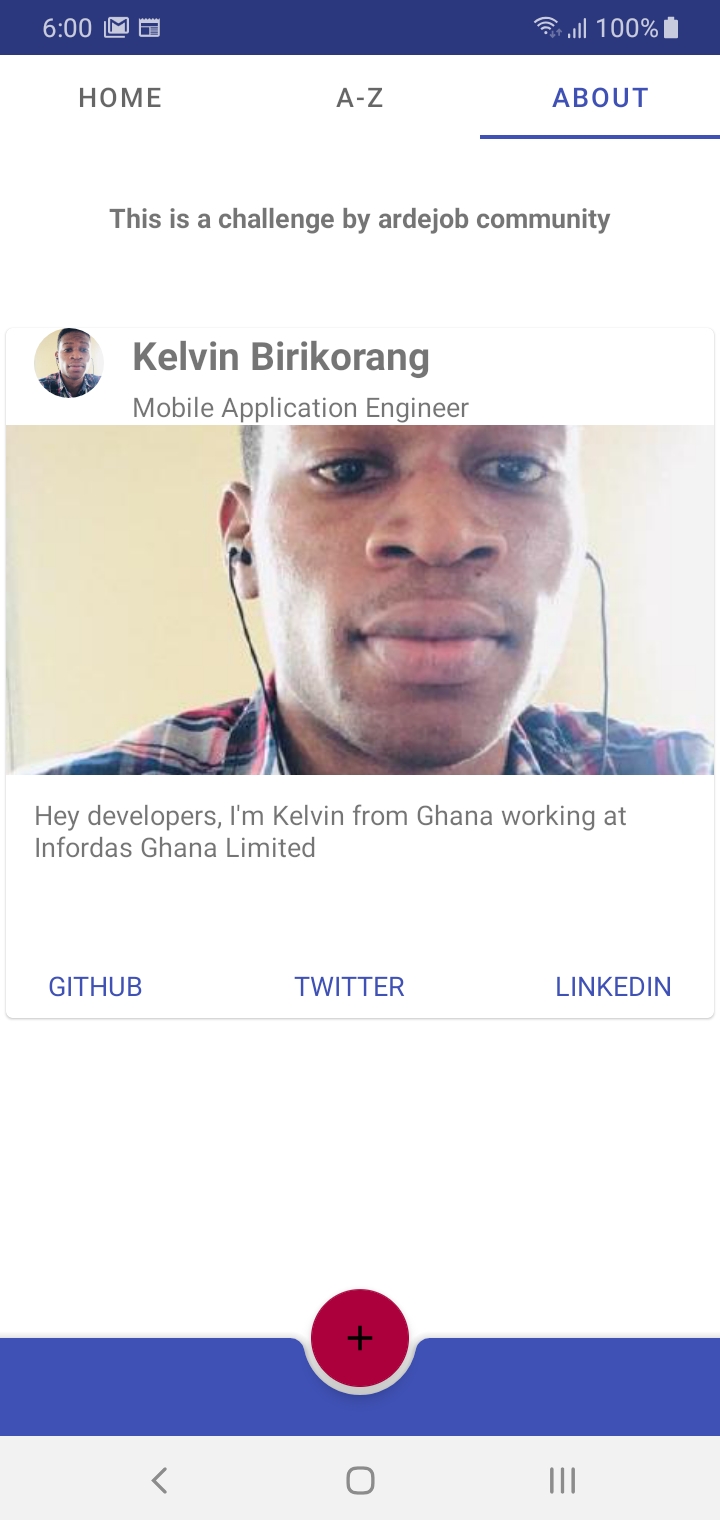 6:00 100%
HOME A-Z ABOUT
This is a challenge by ardejob community
Kelvin Birikorang
Mobile Application Engineer
Hey developers, I'm Kelvin from Ghana working at
Infordas Ghana Limited
GITHUB TWITTER LINKEDIN
+